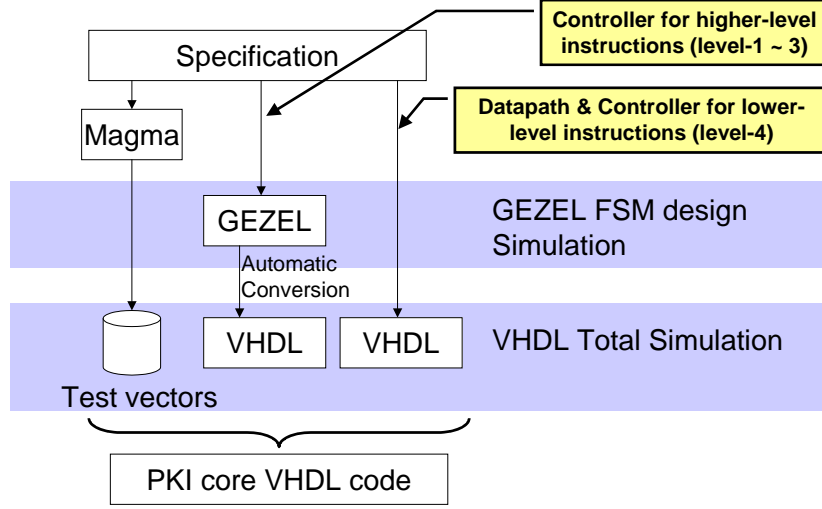 Controller for higher-level
instructions (level-1 ~ 3)
Specification
Datapath & Controller for lower-
level instructions (level-4)
Magma
GEZEL
GEZEL FSM design
Simulation
Automatic
Conversion
VHDL
VHDL
VHDL Total Simulation
Test vectors
PKI core VHDL code